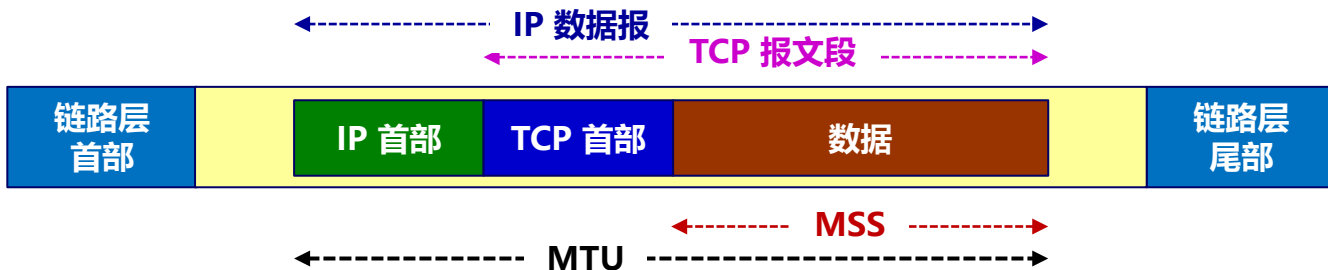 IP 数据报
TCP 报文段
链路层
首部
IP 首部
TCP 首部
数据
链路层
尾部
MSS
MTU